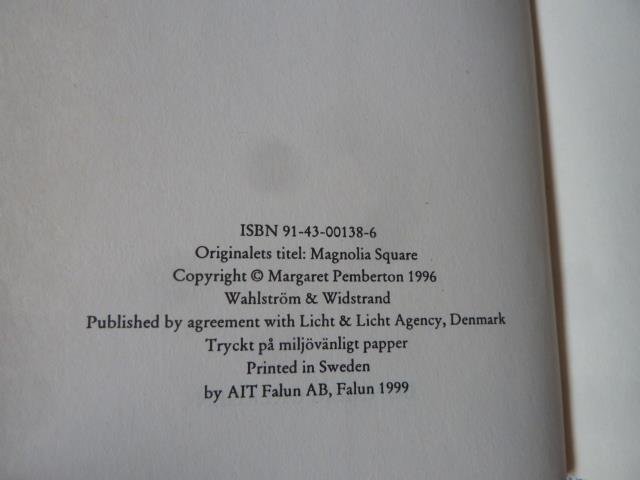 ISBN 91-43-00138-6
Originalets titel: Magnolia Square
Copyright © Margaret Pemberton 1996
Wahlström & Widstrand
Published by agreement with Licht & Licht Agency, Denmark
Tryckt på miljövänligt papper
Printed in Sweden
by AIT Falun AB, Falun 1999